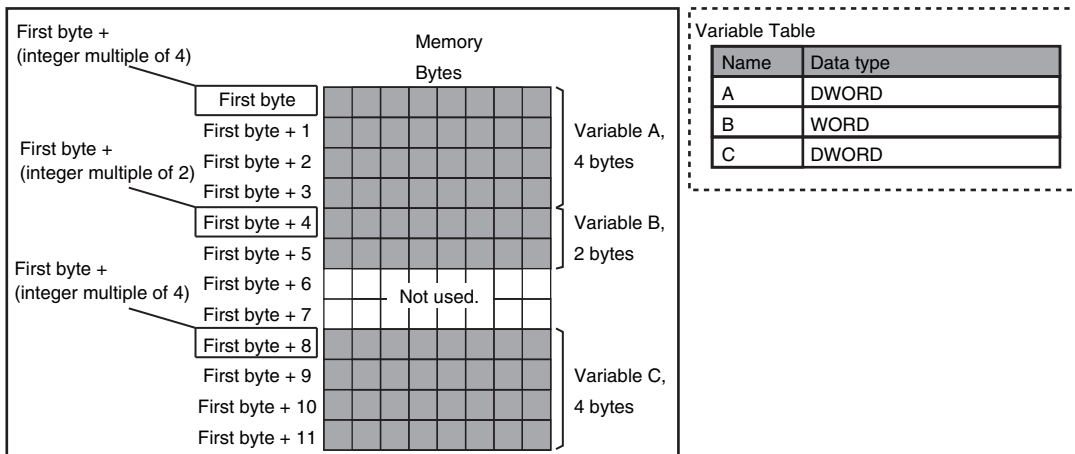 First byte +
(integer multiple of 4)
Memory
Bytes
First byte
First byte + 1
First byte + 2
First byte + 3
First byte +
(integer multiple of 2)
First byte + 4
First byte + 5
First byte +
(integer multiple of 4)
First byte + 6
First byte + 7
First byte + 8
First byte + 9
First byte + 10
First byte + 11
Variable A,
4 bytes
Variable B,
2 bytes
Not used.
Variable C,
4 bytes
Variable Table
Name Data type
A DWORD
B WORD
C DWORD